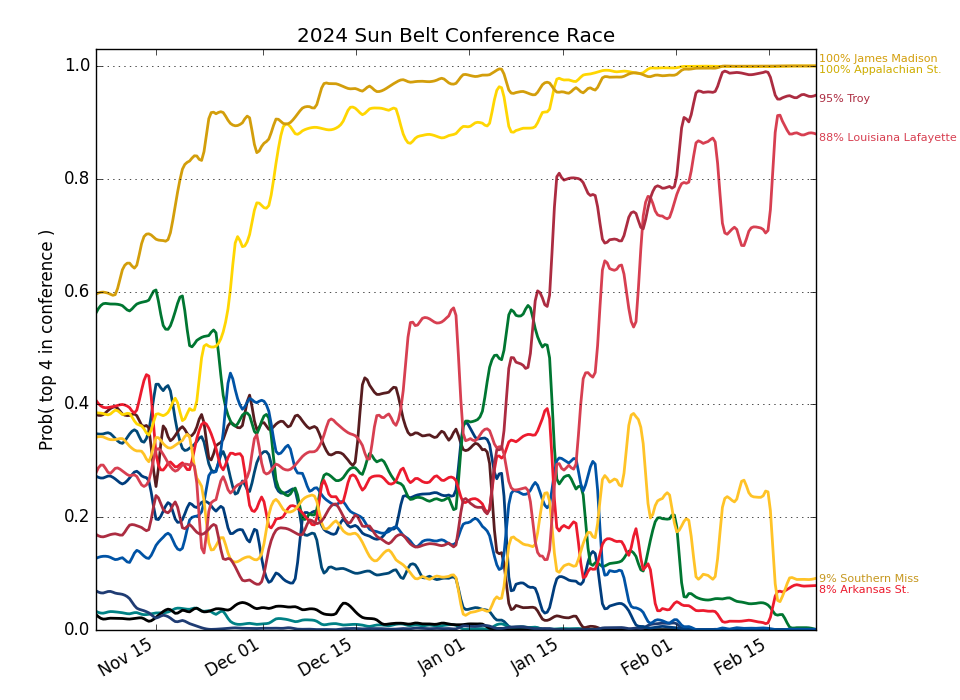 2024 Sun Belt Conference Race
Prob( top 4 in conference )
1.0
0.8
0.6
0.4
0.2
0.0
Nov 15
Dec 01
Dec 15
Jan 01
Jan 15
Feb 01
Feb 15
100% James Madison
100% Appalachian St.
95% Troy
88% Louisiana Lafayette
9% Southern Miss
8% Arkansas St.